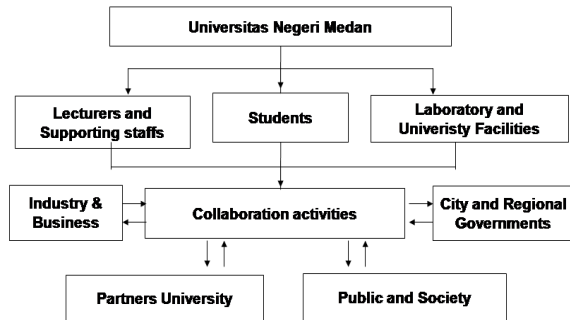 Universitas Negeri Medan
Lecturers and
Supporting staffs
Students
Laboratory and
Univeristy Facilities
Industry &
Business
Collaboration activities
City and Regional
Governments
Partners University
Public and Society